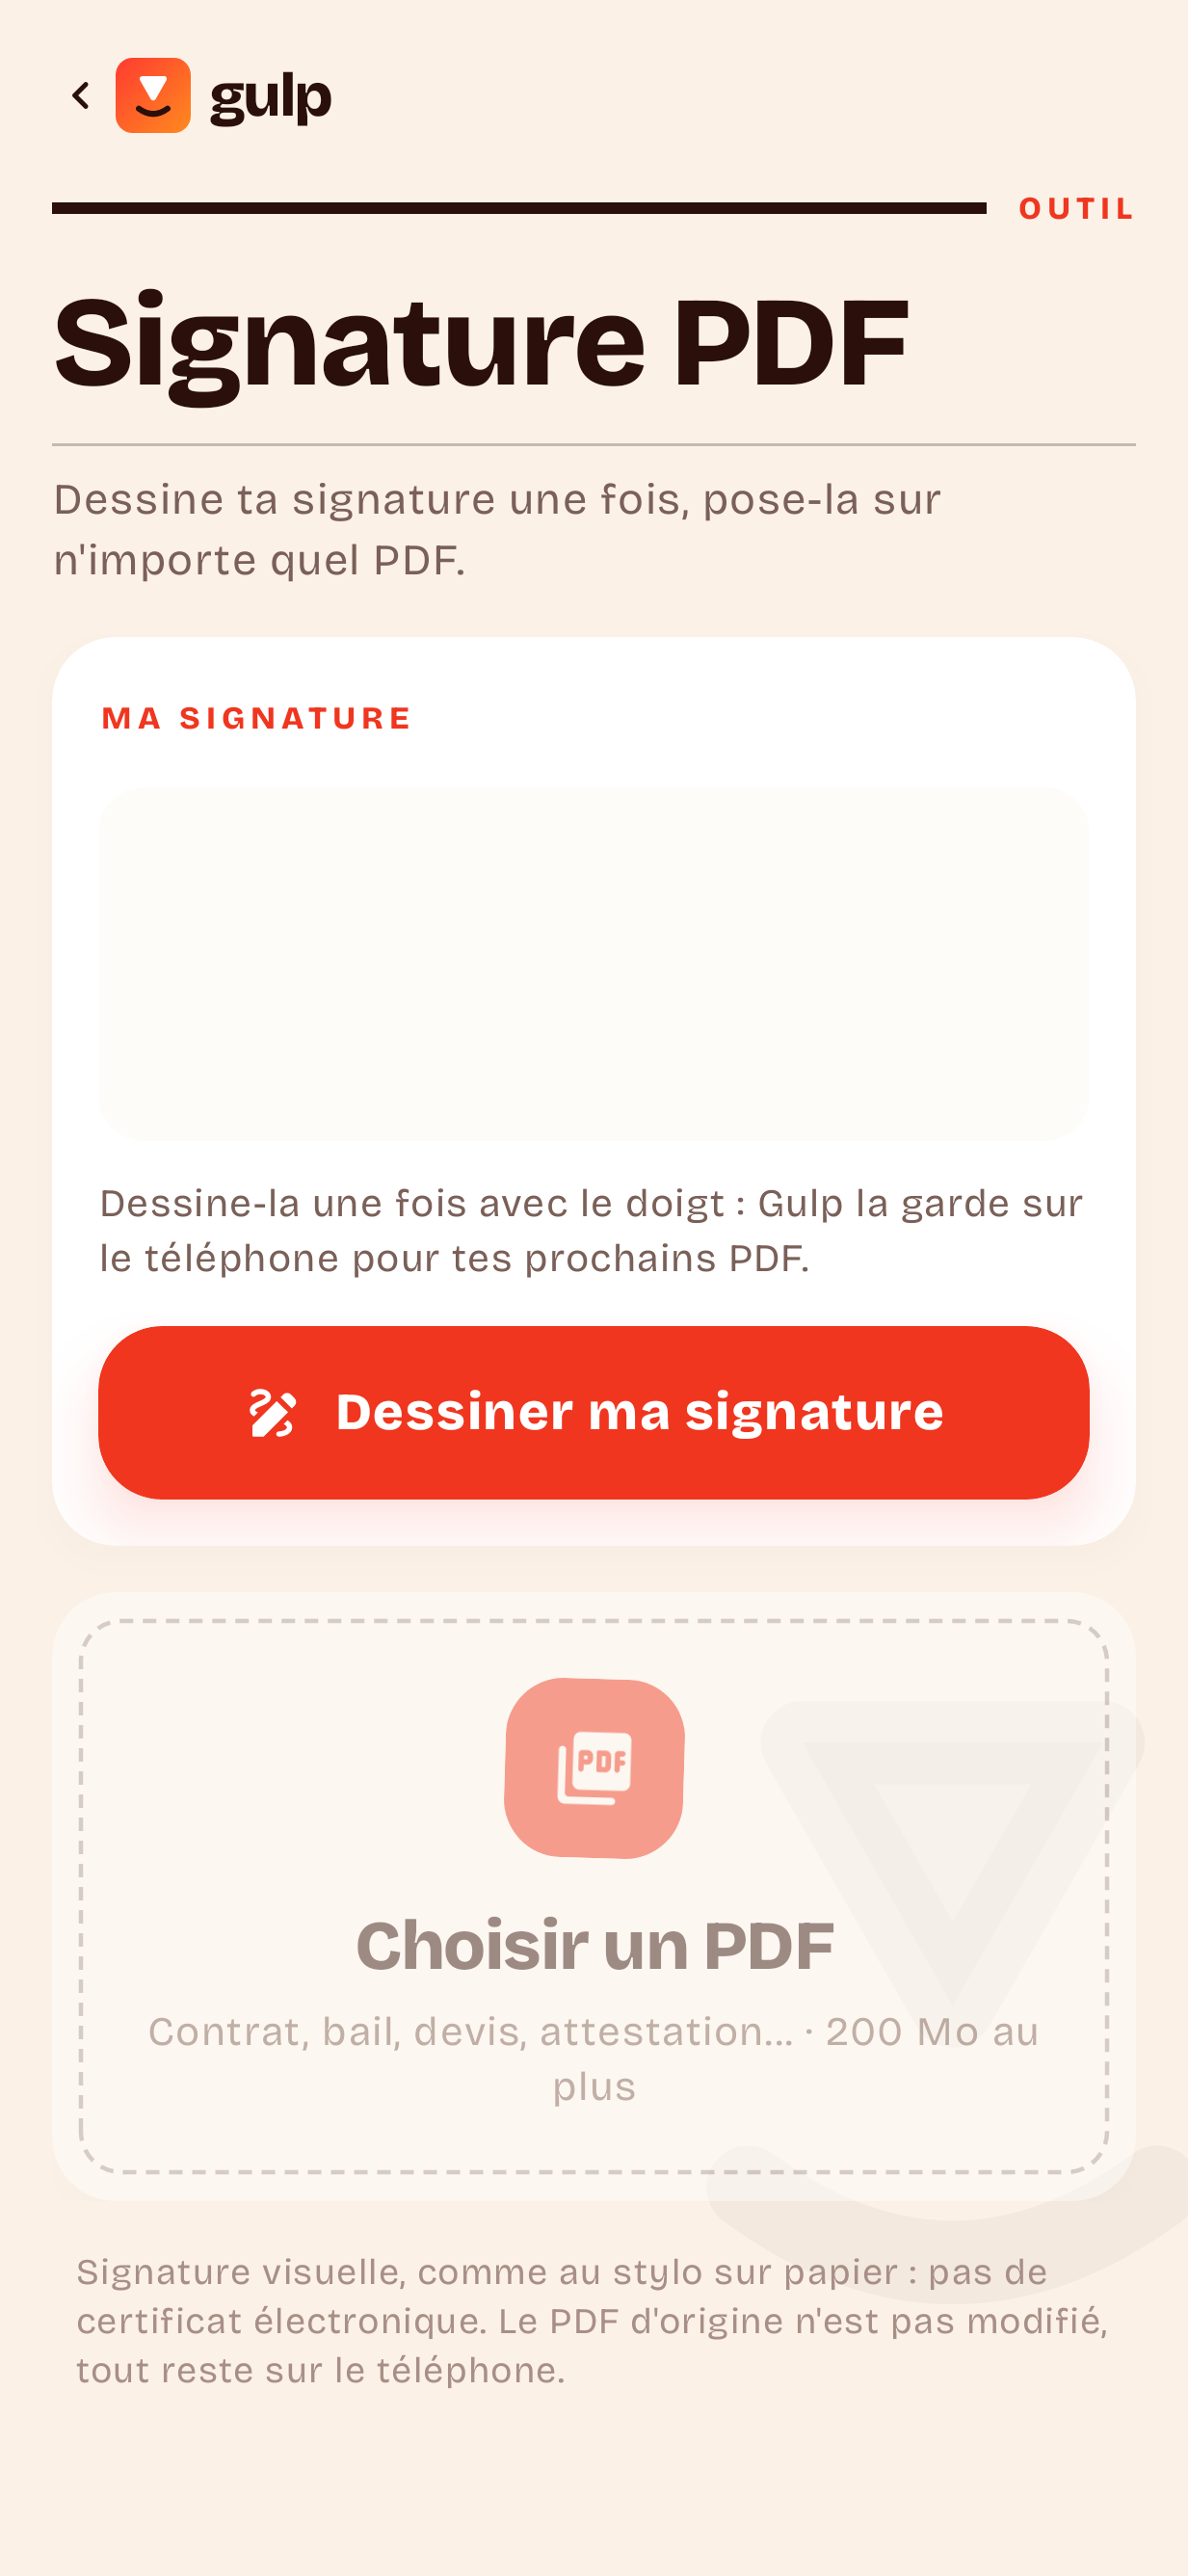 gulp
OUTIL
Signature PDF
Dessine ta signature une fois, pose-la sur
n'importe quel PDF.
MA SIGNATURE
Dessine-la une fois avec le doigt : Gulp la garde sur
le téléphone pour tes prochains PDF.
Dessiner ma signature
PDF
Choisir un PDF
Contrat, bail, devis, attestation... · 200 Mo au
plus
Signature visuelle, comme au stylo sur papier : pas de
certificat électronique. Le PDF d'origine n'est pas modifié,
tout reste sur le téléphone.